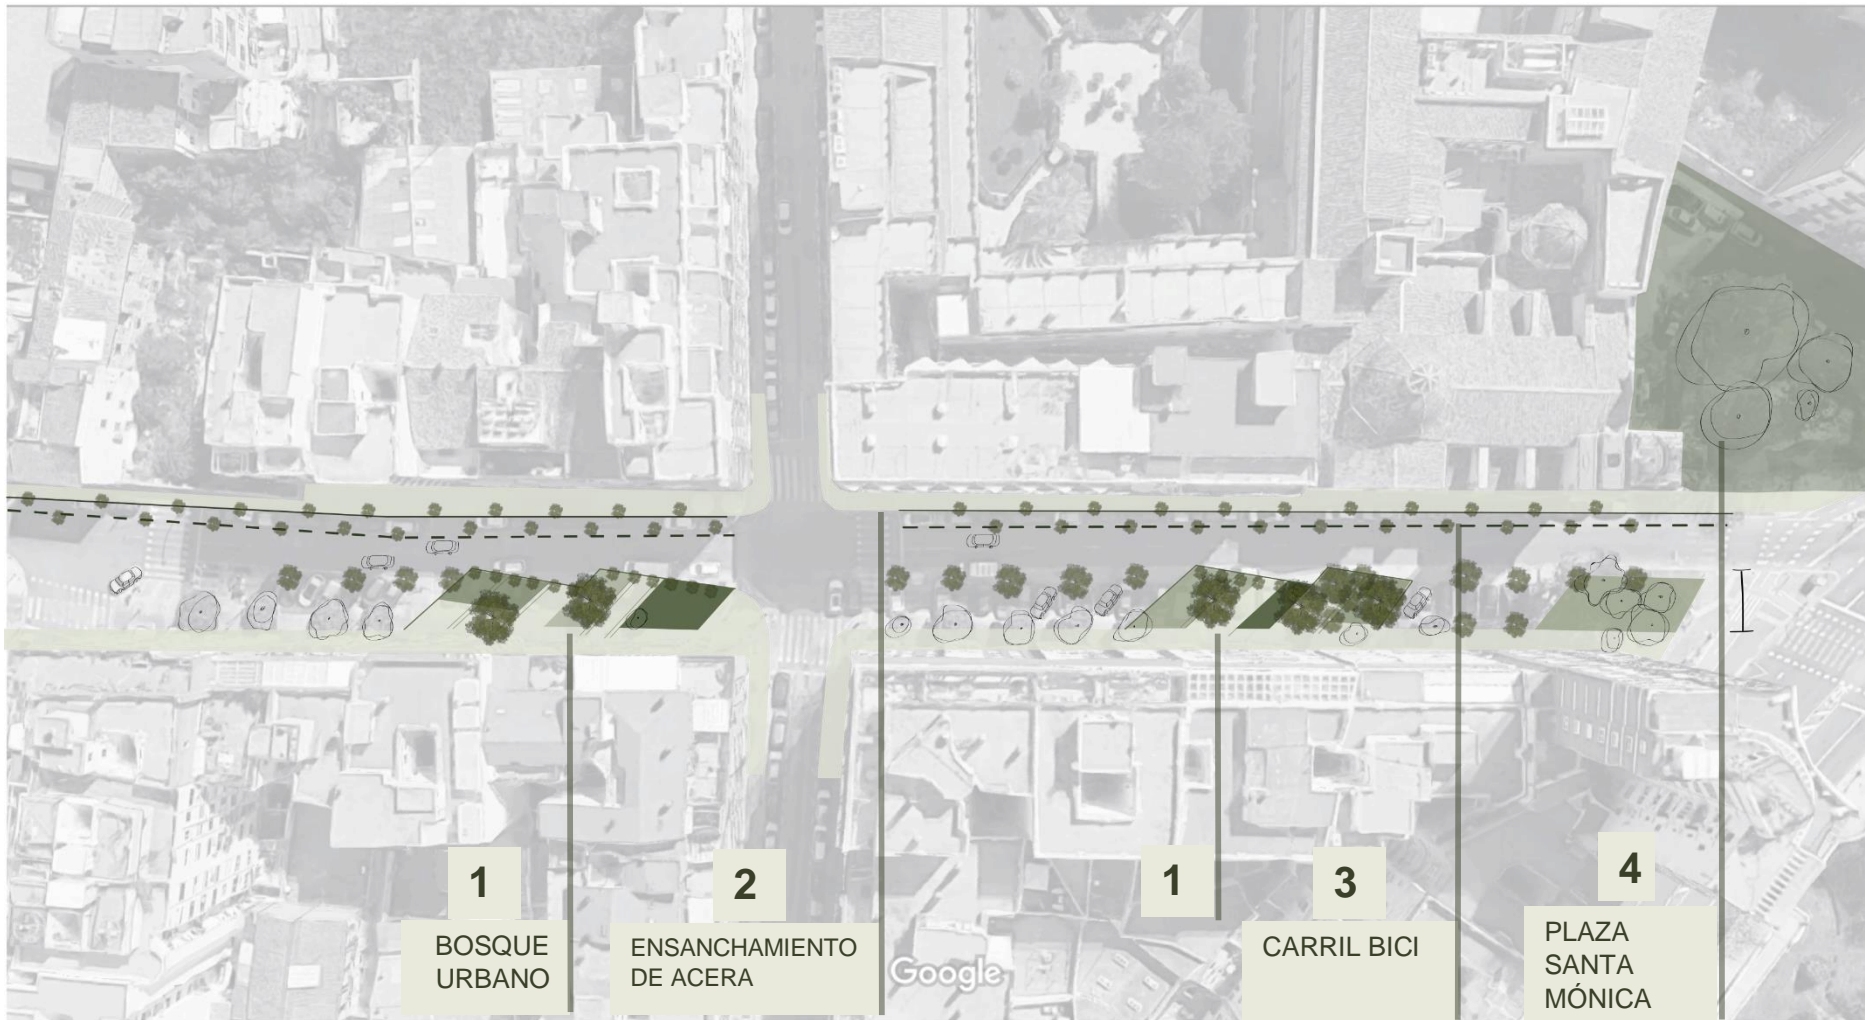 1
BOSQUE
URBANO
2
ENSANCHAMIENTO
DE ACERA
1
3
CARRIL BICI
4
PLAZA
SANTA
MÓNICA
Google